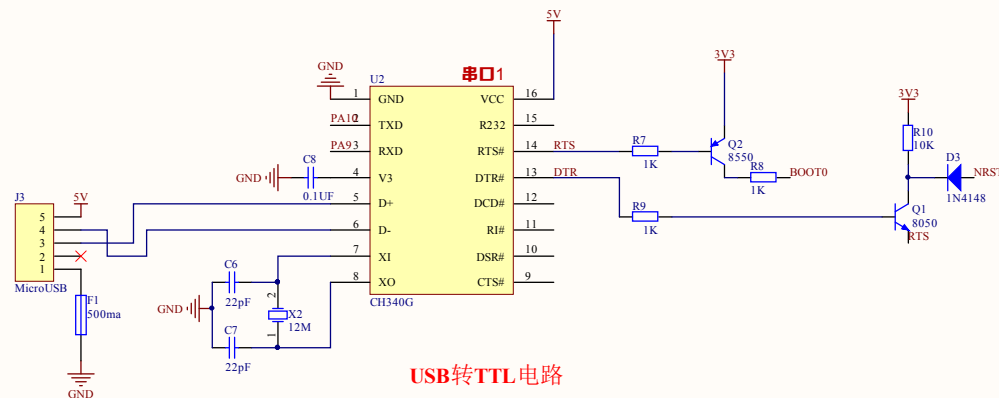 5V
GND
U2
串口1
3V3
1
GND
VCC
16
3V3
PA10
2
TXD
R232
15
R10
10K
PA9
3
RXD
RTS#
14
RTS
R7
1K
Q2
8550
D3
1N4148
NRST
C8
0.1UF
GND
4
V3
DTR#
13
DTR
R8
1K
BOOT0
J3
5V
5
D+
DCD#
12
R9
1K
Q1
8050
RTS
5
4
3
2
1
MicroUSB
6
D-
RI#
11
7
XI
DSR#
10
8
XO
CTS#
9
CH340G
C6
22pF
GND
2
X2
12M
1
C7
22pF
F1
500ma
GND
USB转TTL电路